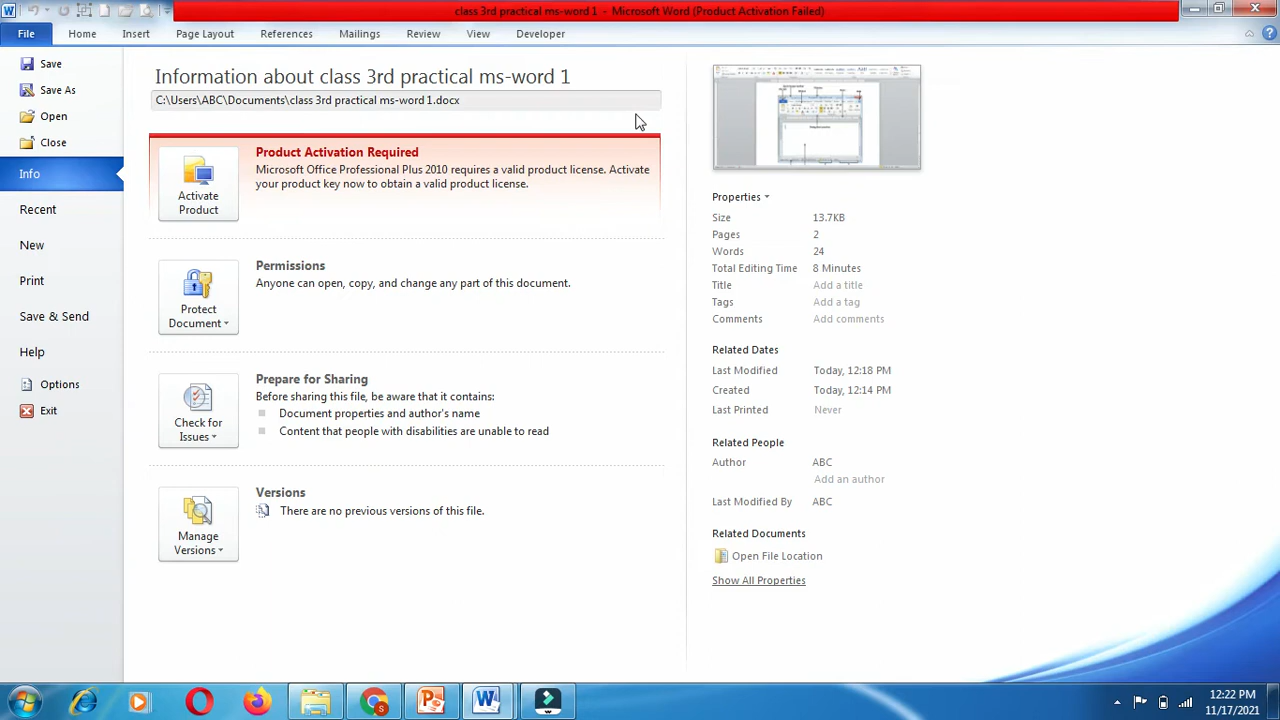 class 3rd practical ms-word 1 - Microsoft Word (Product Activation Failed)
File Home Insert Page Layout References Mailings Review View Developer
Save
Save As
Open
Close
Info
Recent
New
Print
Save & Send
Help
Options
Exit
Information about class 3rd practical ms-word 1
\Users\ABC\Documents\class 3rd practical ms-word 1.docx
Activate
Product
Product Activation Required
Microsoft Office Professional Plus 2010 requires a valid product license. Activate
your product key now to obtain a valid product license.
Protect
Document
Permissions
Anyone can open, copy, and change any part of this document.
Check for
Issues
Prepare for Sharing
Before sharing this file, be aware that it contains:
Document properties and author's name
Content that people with disabilities are unable to read
Manage
Versions
Versions
There are no previous versions of this file.
Properties
Size 13.7KB
Pages 2
Words 24
Total Editing Time 8 Minutes
Title Add a title
Tags Add a tag
Comments Add comments
Related Dates
Last Modified Today, 12:18 PM
Created Today, 12:14 PM
Last Printed Never
Related People
Author ABC
Add an author
Last Modified By ABC
Related Documents
Open File Location
Show All Properties
12:22 PM
11/17/2021